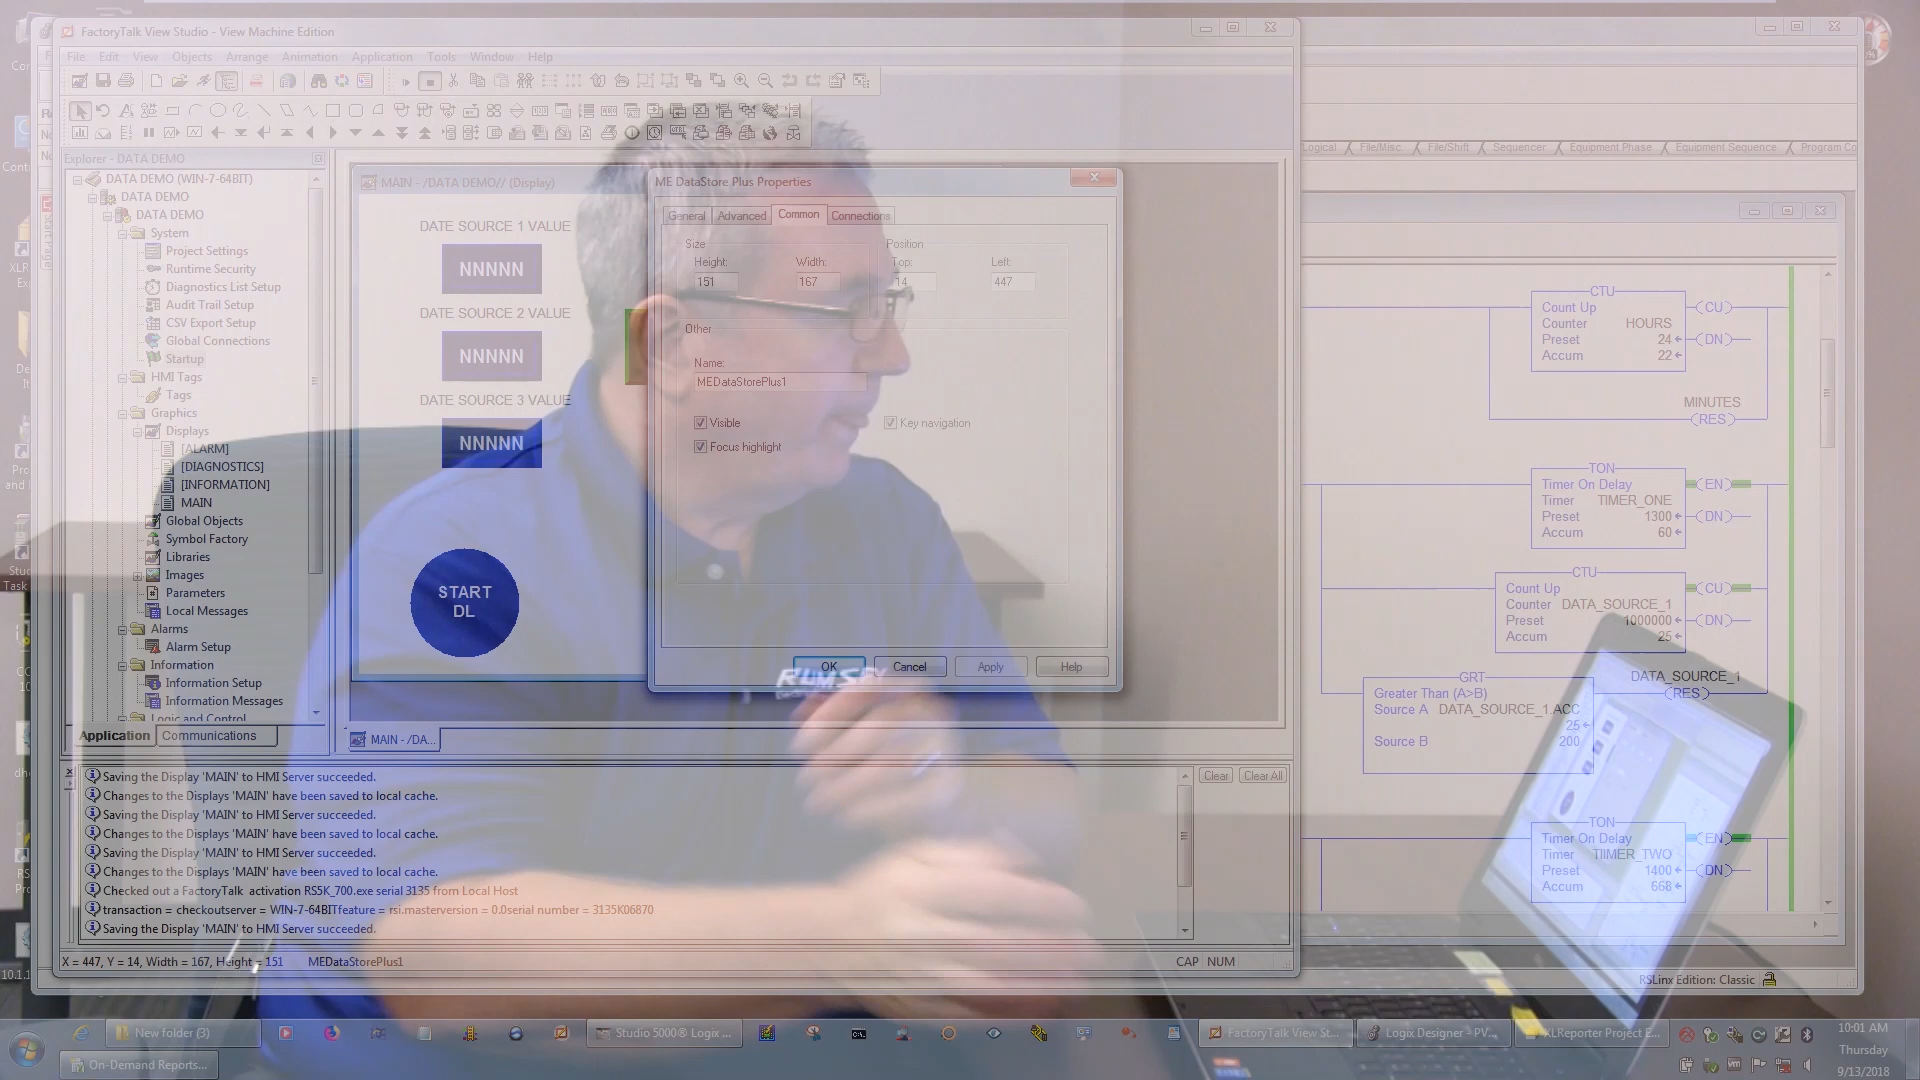 FactoryTalk View Studio - View Machine Edition
File Edit View Objects Arrange Animation Application Tools Window Help
Explorer - DATA DEMO
DATA DEMO (WIN-7-64BIT)
DATA DEMO
DATA DEMO
System
Project Settings
Runtime Security
Diagnostics List Setup
Audit Trail Setup
CSV Export Setup
Global Connections
Startup
HMI Tags
Tags
Graphics
Displays
[ALARM]
[DIAGNOSTICS]
[INFORMATION]
MAIN
Global Objects
Symbol Factory
Libraries
Images
Parameters
Local Messages
Alarms
Alarm Setup
Information
Information Setup
Information Messages
Logic and Control
Application Communications
MAIN - /DATA DEMO// (Display)
DATE SOURCE 1 VALUE
NNNNN
DATE SOURCE 2 VALUE
NNNNN
DATE SOURCE 3 VALUE
NNNNN
START
DL
MAIN - /DA...
ME DataStore Plus Properties
General Advanced Common Connections
Size
Height: Width:
151 167
Position
Top: Left:
14 447
Other
Name:
MEDataStorePlus1
Visible
Key navigation
Focus highlight
OK Cancel Apply Help
RUMSEY
Saving the Display 'MAIN' to HMI Server succeeded.
Changes to the Displays 'MAIN' have been saved to local cache.
Saving the Display 'MAIN' to HMI Server succeeded.
Changes to the Displays 'MAIN' have been saved to local cache.
Saving the Display 'MAIN' to HMI Server succeeded.
Changes to the Displays 'MAIN' have been saved to local cache.
Checked out a FactoryTalk activation RS5K_700.exe serial 3135 from Local Host
transaction = checkoutserver = WIN-7-64BITfeature = rsi.masterversion = 0.0serial number = 3135K06870
Saving the Display 'MAIN' to HMI Server succeeded.
Clear Clear All
X = 447, Y = 14, Width = 167, Height = 151 MEDataStorePlus1
CAP NUM
Logical File/Misc. File/Shift Sequencer Equipment Phase Equipment Sequence Program Co
CTU
Count Up
Counter HOURS
Preset 24
Accum 22
(CU)
(DN)
MINUTES
(RES)
TON
Timer On Delay
Timer TIMER_ONE
Preset 1300
Accum 60
(EN)
(DN)
CTU
Count Up
Counter DATA_SOURCE_1
Preset 1000000
Accum 25
(CU)
(DN)
GRT
Greater Than (A>B)
Source A DATA_SOURCE_1.ACC
25
Source B 200
DATA_SOURCE_1
(RES)
TON
Timer On Delay
Timer TIIMER_TWO
Preset 1400
Accum 668
(EN)
(DN)
RSLinx Edition: Classic
New folder (3)
Studio 5000® Logix ...
FactoryTalk View St...
Logix Designer - PV...
XLReporter Project E...
On-Demand Reports...
10:01 AM
Thursday
9/13/2018